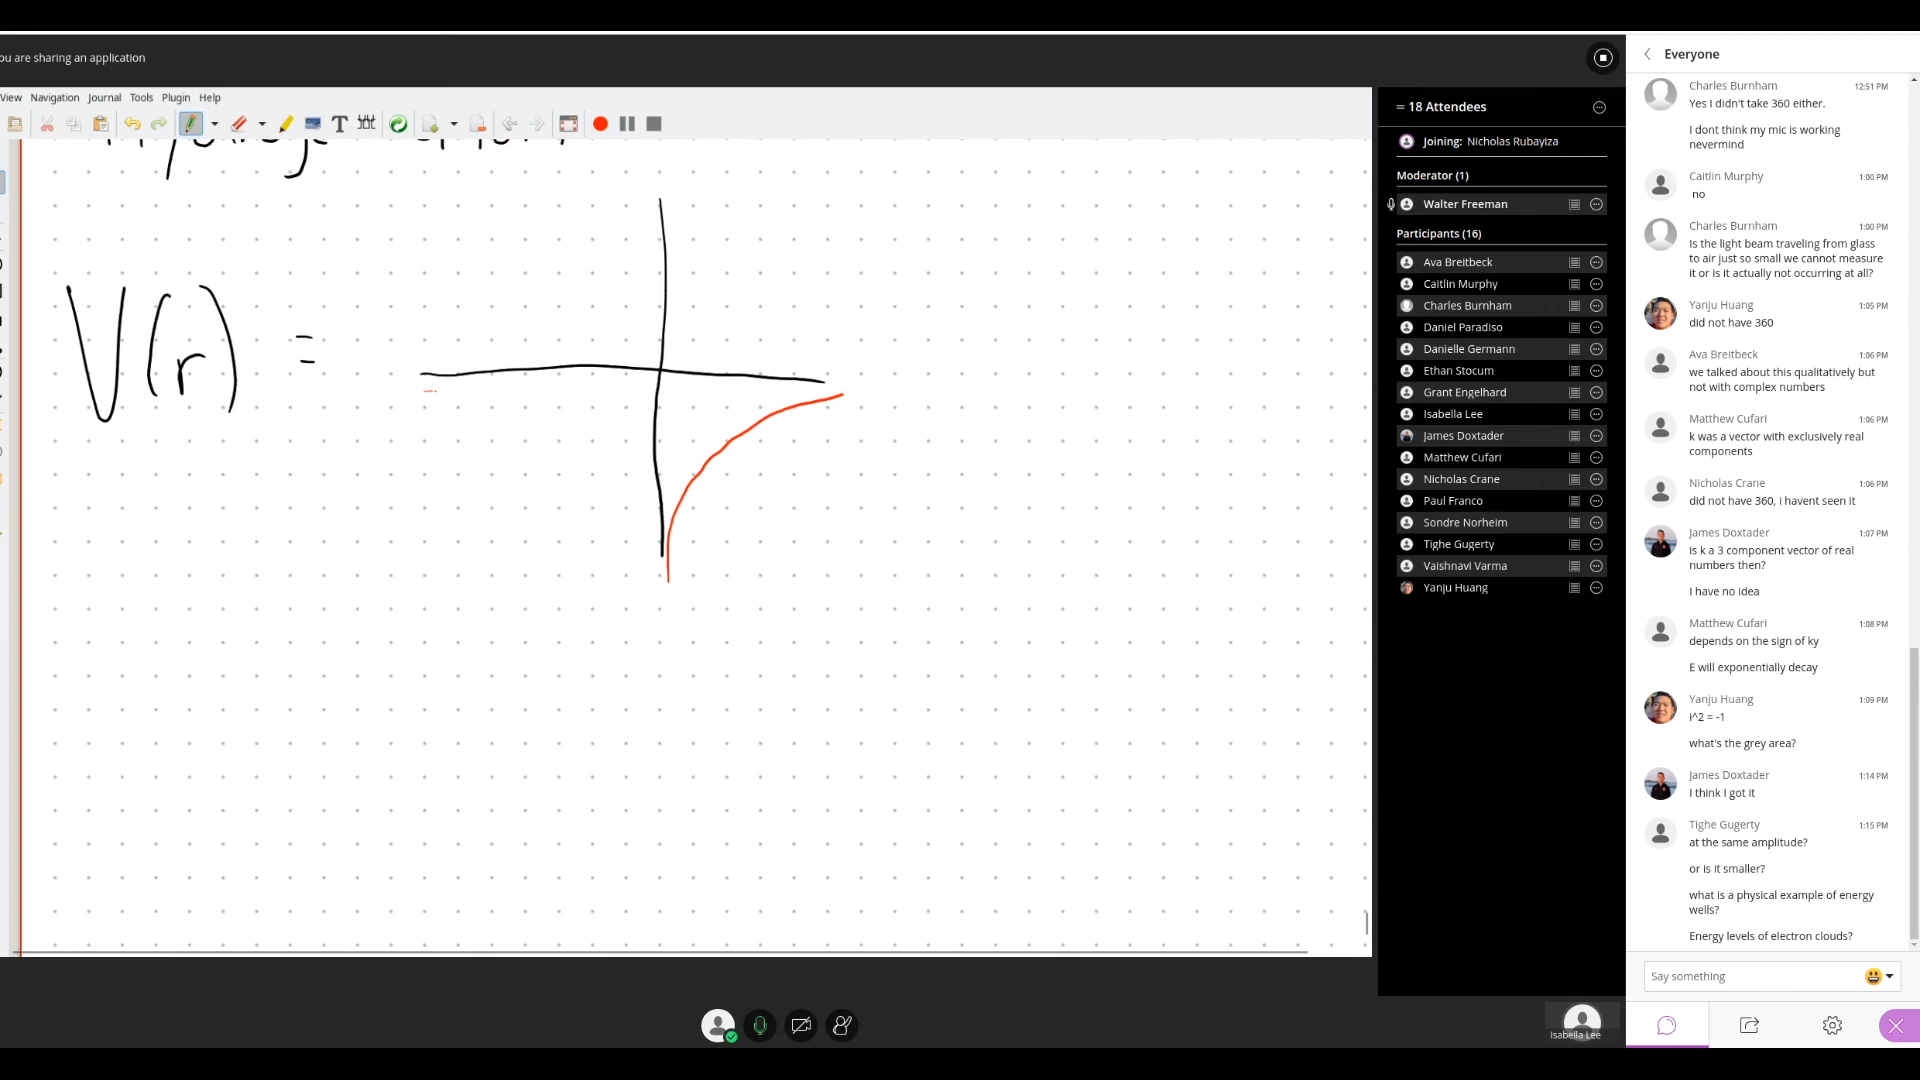 ou are sharing an application
View Navigation Journal Tools Plugin Help
V(r) =
18 Attendees
Joining: Nicholas Rubayiza
Moderator (1)
Walter Freeman
Participants (16)
Ava Breitbeck
Caitlin Murphy
Charles Burnham
Daniel Paradiso
Danielle Germann
Ethan Stocum
Grant Engelhard
Isabella Lee
James Doxtader
Matthew Cufari
Nicholas Crane
Paul Franco
Sondre Norheim
Tighe Gugerty
Vaishnavi Varma
Yanju Huang
Isabella Lee
Everyone
Charles Burnham 12:51 PM
Yes I didn't take 360 either.
I dont think my mic is working
nevermind
Caitlin Murphy 1:00 PM
no
Charles Burnham 1:00 PM
Is the light beam traveling from glass
to air just so small we cannot measure
it or is it actually not occurring at all?
Yanju Huang 1:05 PM
did not have 360
Ava Breitbeck 1:06 PM
we talked about this qualitatively but
not with complex numbers
Matthew Cufari 1:06 PM
k was a vector with exclusively real
components
Nicholas Crane 1:06 PM
did not have 360, i havent seen it
James Doxtader 1:07 PM
is k a 3 component vector of real
numbers then?
I have no idea
Matthew Cufari 1:08 PM
depends on the sign of ky
E will exponentially decay
Yanju Huang 1:09 PM
i^2 = -1
what's the grey area?
James Doxtader 1:14 PM
I think I got it
Tighe Gugerty 1:15 PM
at the same amplitude?
or is it smaller?
what is a physical example of energy
wells?
Energy levels of electron clouds?
Say something